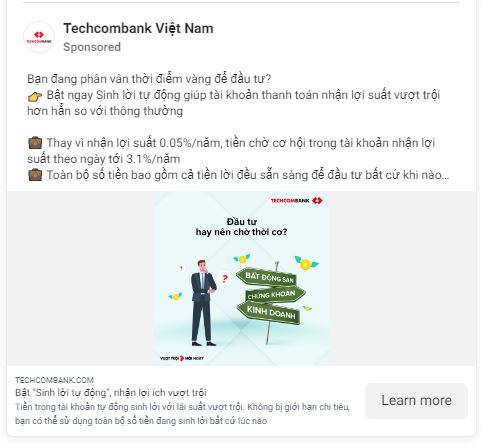 Techcombank Việt Nam
TECHCOMBANK
Sponsored
Bạn đang phân vân thời điểm vàng để đầu tư?
👉 Bật ngay Sinh lời tự động giúp tài khoản thanh toán nhận lợi suất vượt trội
hơn hẳn so với thông thường
💼 Thay vì nhận lợi suất 0.05%/năm, tiền chờ cơ hội trong tài khoản nhận lợi
suất theo ngày tới 3.1%/năm
💼 Toàn bộ số tiền bao gồm cả tiền lời đều sẵn sàng để đầu tư bất cứ khi nào...
TECHCOMBANK
Đầu tư
hay nên chờ thời cơ?
?
?
BẤT ĐỘNG SẢN
CHỨNG KHOÁN
KINH DOANH
VƯỢT TRỘI MỖI NGÀY
TECHCOMBANK.COM
Bật "Sinh lời tự động", nhận lợi ích vượt trội
Tiền trong tài khoản tự động sinh lời với lãi suất vượt trội. Không bị giới hạn chi tiêu,
bạn có thể sử dụng toàn bộ số tiền đang sinh lời bất cứ lúc nào
Learn more